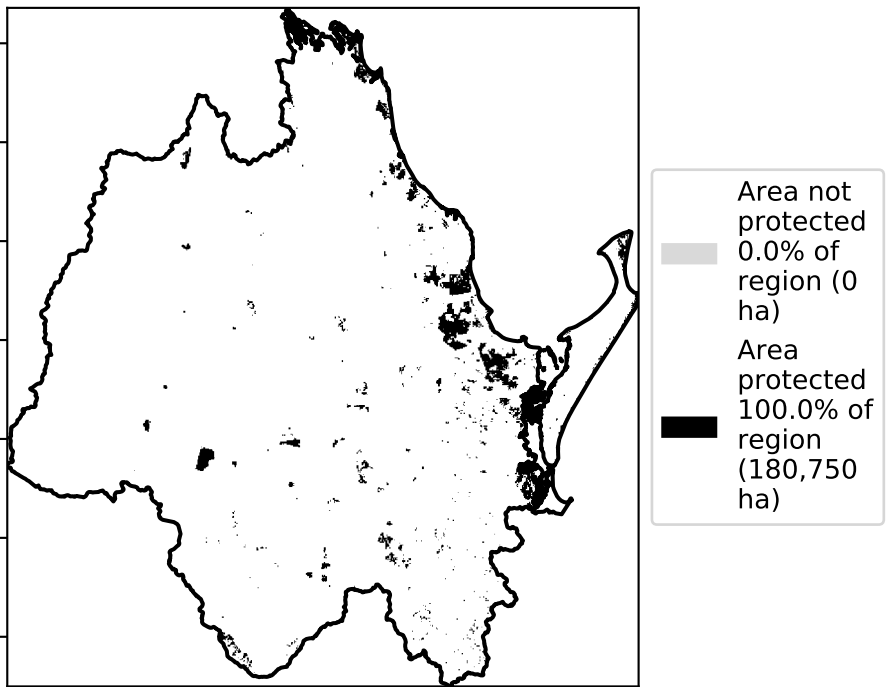 Area not
protected
0.0% of
region (0
ha)
Area
protected
100.0% of
region
(180,750
ha)